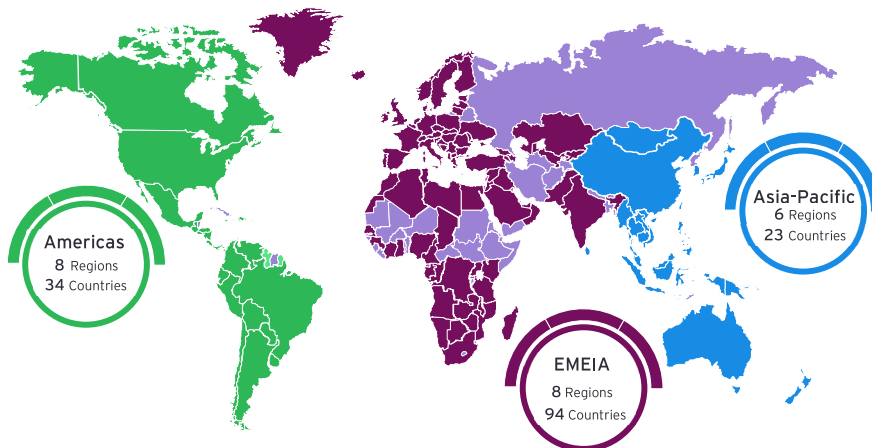 Americas
8 Regions
34 Countries
Asia-Pacific
6 Regions
23 Countries
EMEIA
8 Regions
94 Countries